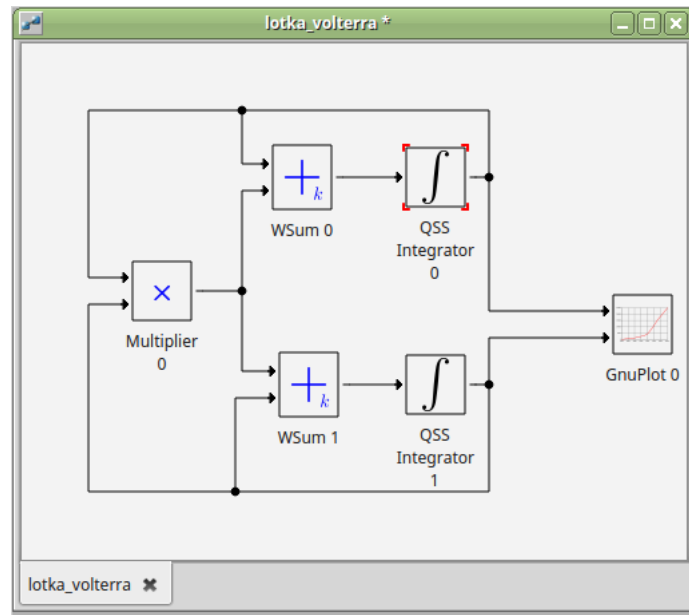 lotka_volterra *
k
WSum 0
∫
QSS
Integrator
0
×
Multiplier
0
k
WSum 1
∫
QSS
Integrator
1
GnuPlot 0
lotka_volterra ✖